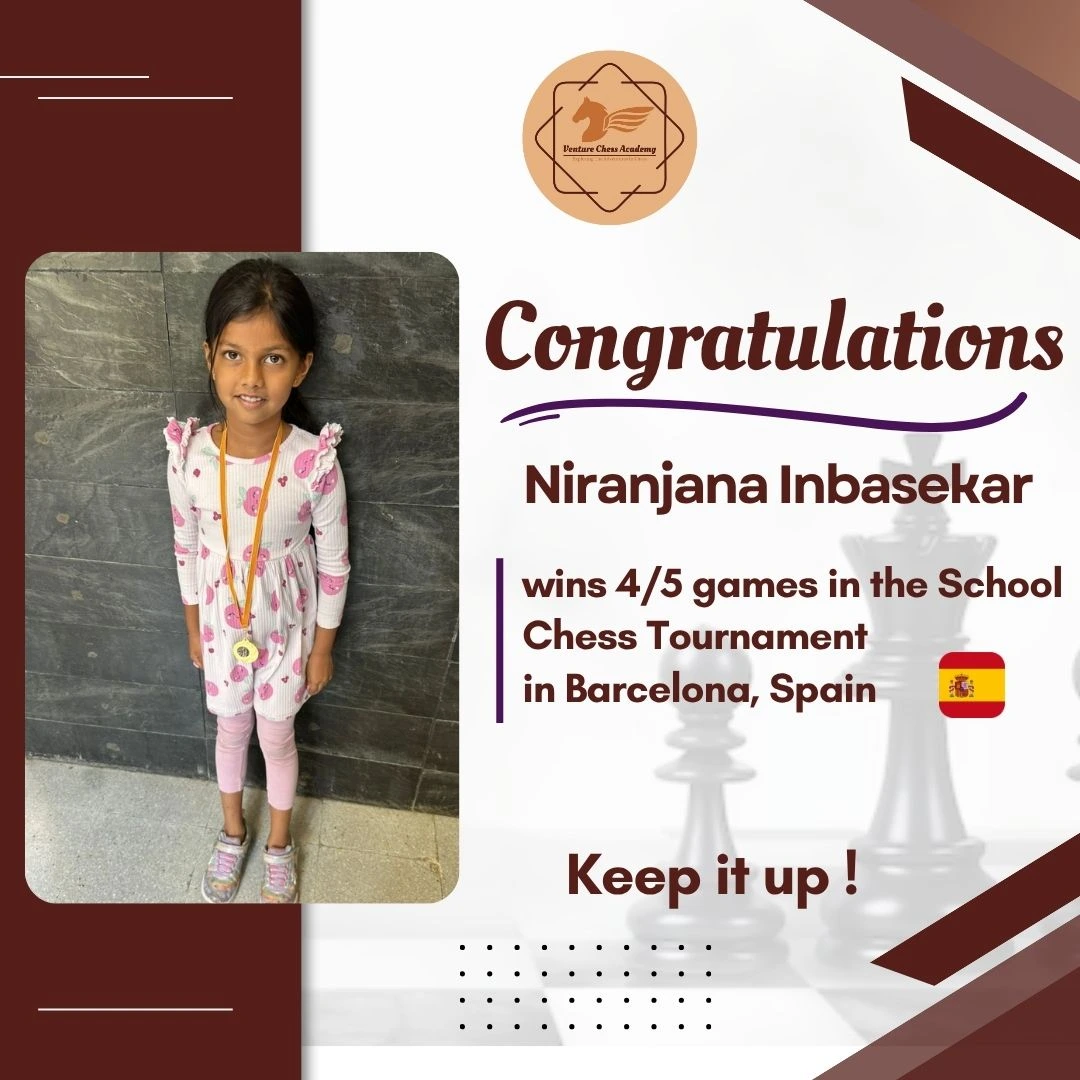 Venture Chess Academy
Congratulations
Niranjana Inbasekar
wins 4/5 games in the School
Chess Tournament
in Barcelona, Spain
Keep it up !